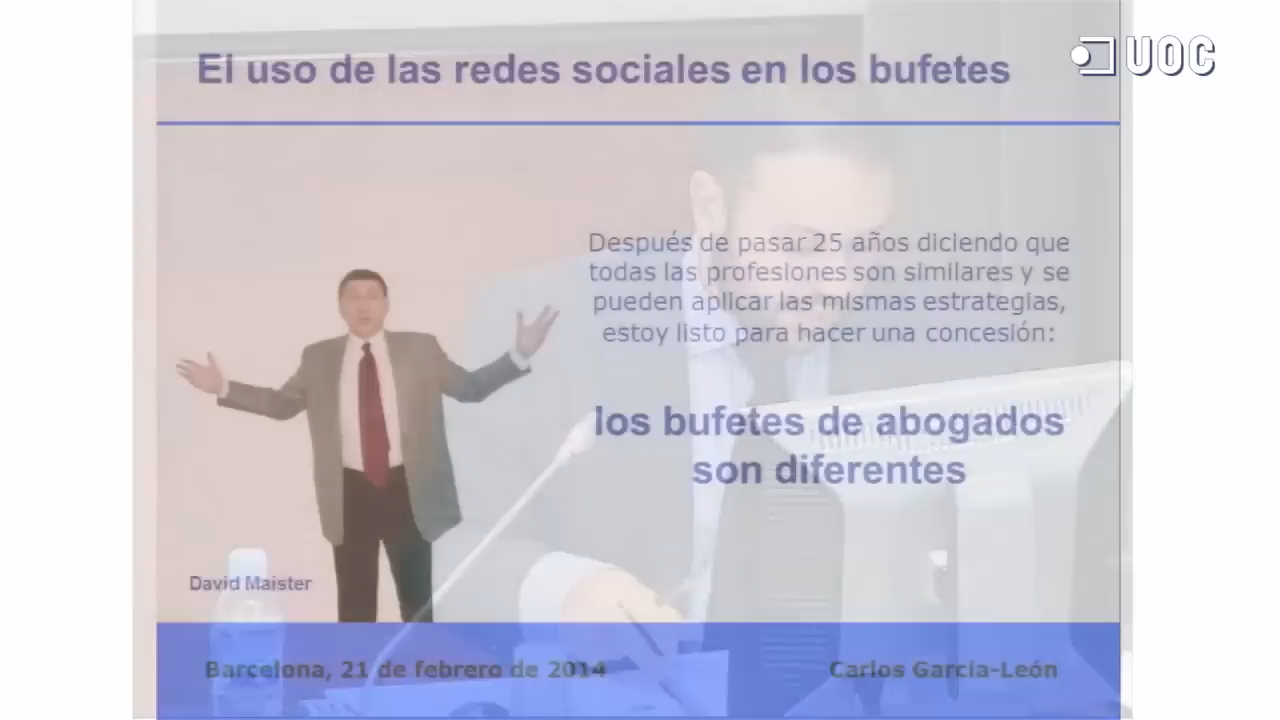 El uso de las redes sociales en los bufetes
UOC
Después de pasar 25 años diciendo que
todas las profesiones son similares y se
pueden aplicar las mismas estrategias,
estoy listo para hacer una concesión:
los bufetes de abogados
son diferentes
David Maister
Barcelona, 21 de febrero de 2014
Carlos García-León